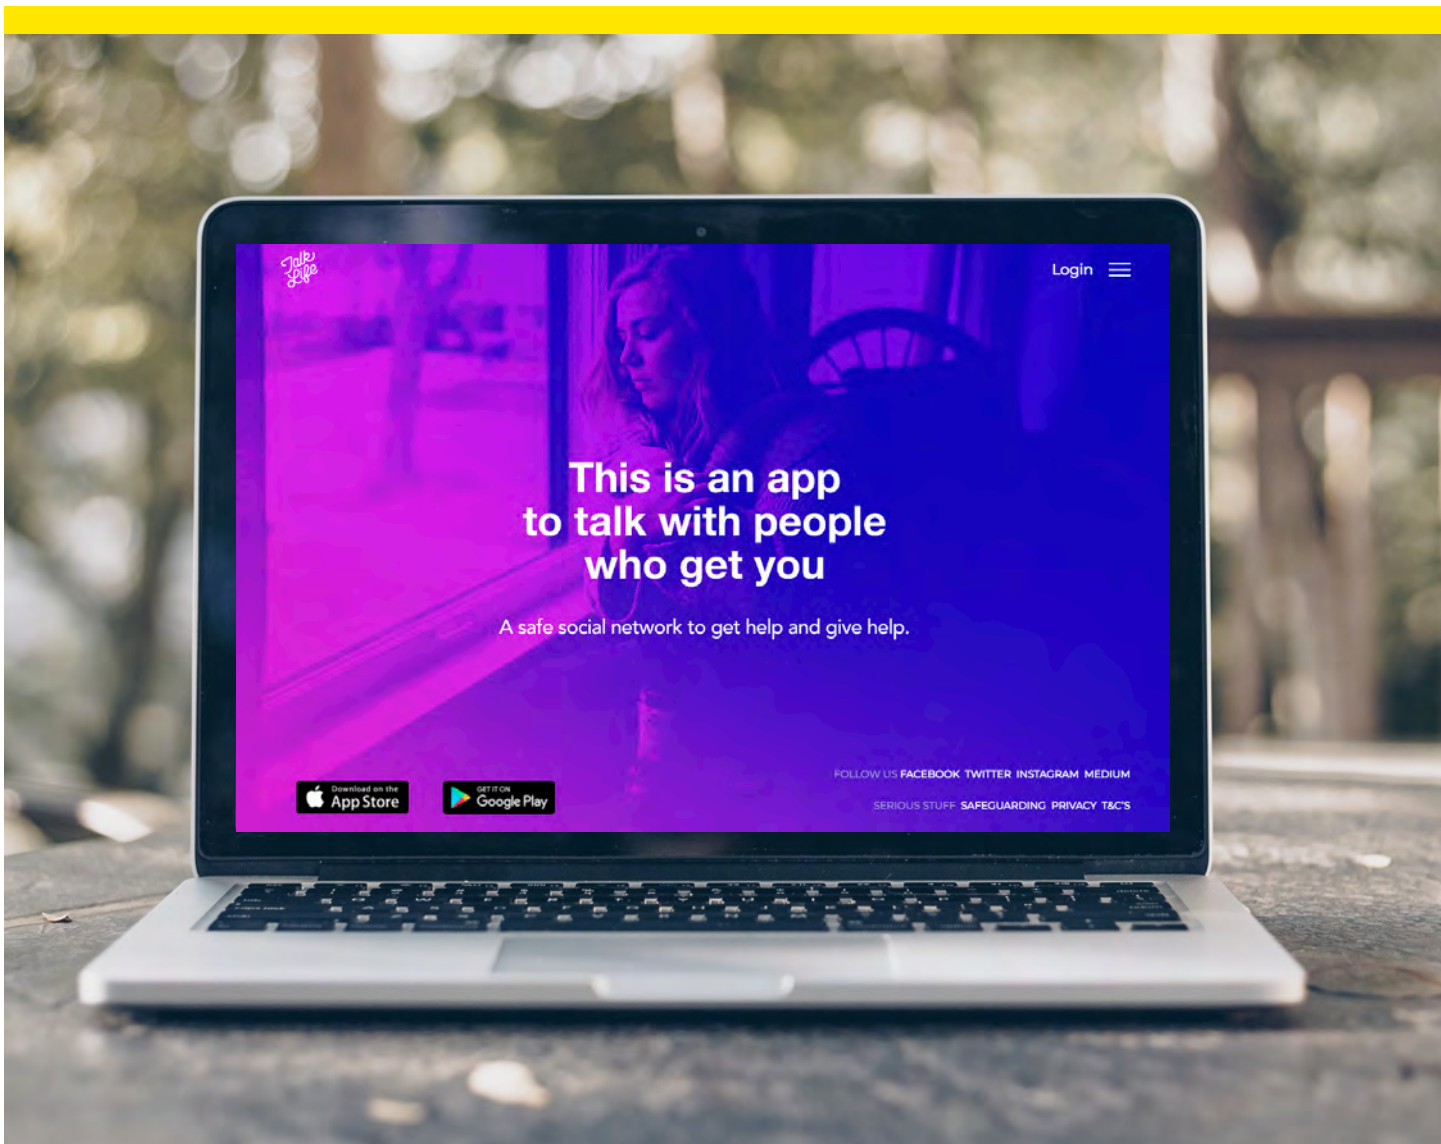 Talk
Life
Login
This is an app
to talk with people
who get you
A safe social network to get help and give help.
Download on the
App Store
GET IT ON
Google Play
FOLLOW US FACEBOOK TWITTER INSTAGRAM MEDIUM
SERIOUS STUFF SAFEGUARDING PRIVACY T&C'S